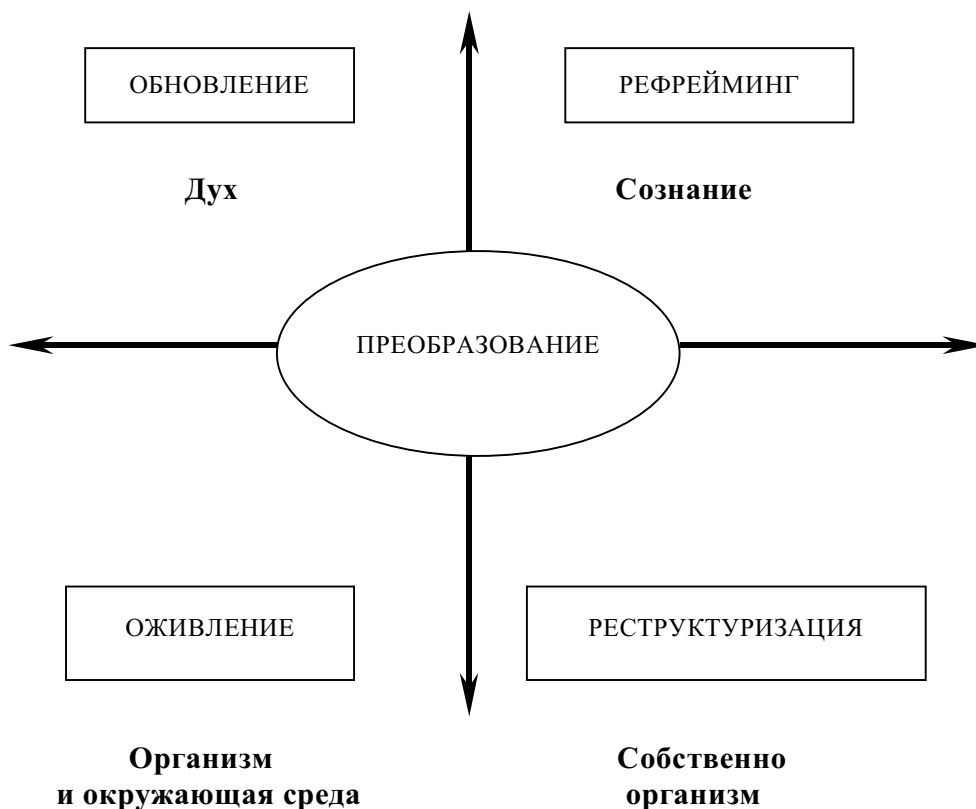 ОБНОВЛЕНИЕ
РЕФРЕЙМИНГ
Дух
Сознание
ПРЕОБРАЗОВАНИЕ
ОЖИВЛЕНИЕ
РЕСТРУКТУРИЗАЦИЯ
Организм
и окружающая среда
Собственно
организм